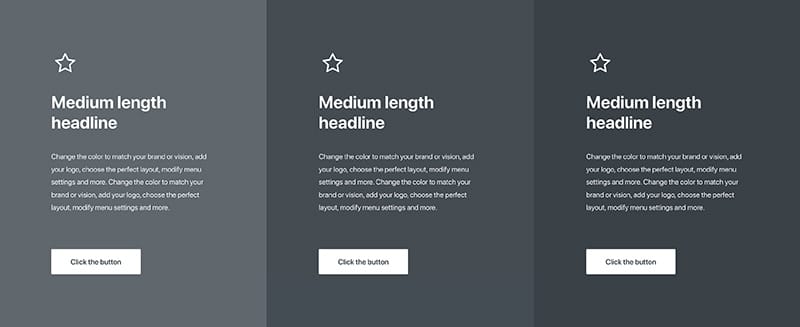 Medium length
headline
Change the color to match your brand or vision, add
your logo, choose the perfect layout, modify menu
settings and more. Change the color to match your
brand or vision, add your logo, choose the perfect
layout, modify menu settings and more.
Click the button
Medium length
headline
Change the color to match your brand or vision, add
your logo, choose the perfect layout, modify menu
settings and more. Change the color to match your
brand or vision, add your logo, choose the perfect
layout, modify menu settings and more.
Click the button
Medium length
headline
Change the color to match your brand or vision, add
your logo, choose the perfect layout, modify menu
settings and more. Change the color to match your
brand or vision, add your logo, choose the perfect
layout, modify menu settings and more.
Click the button